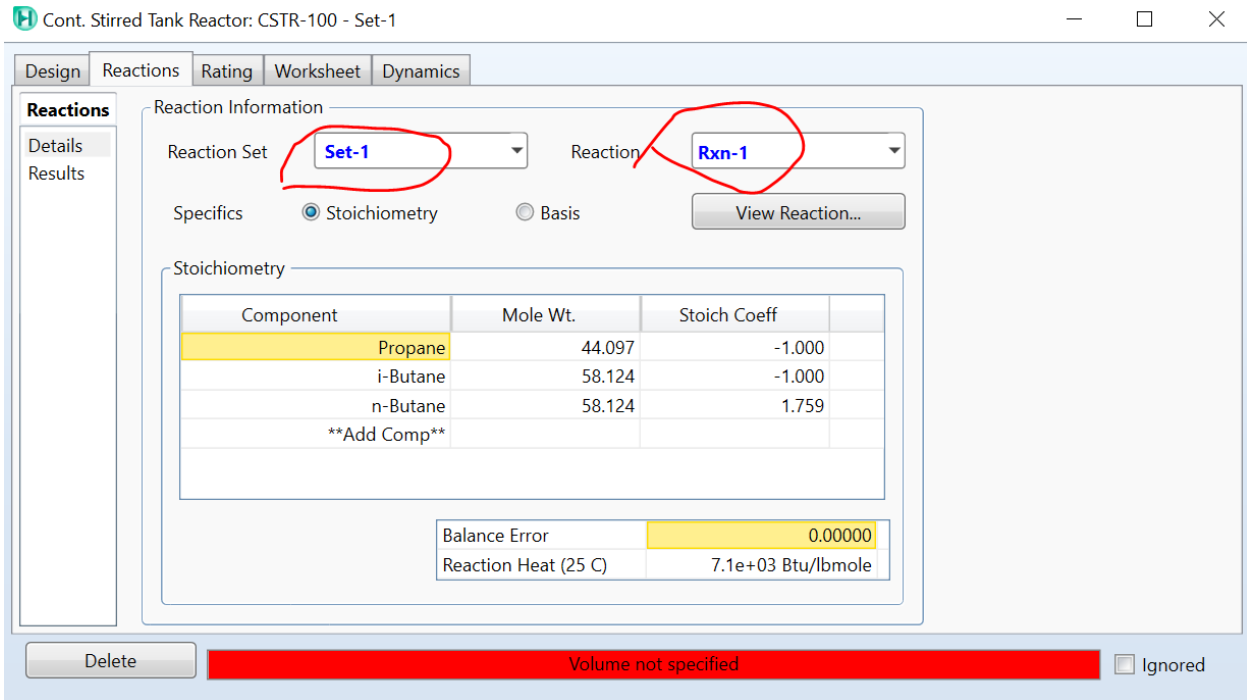 Cont. Stirred Tank Reactor: CSTR-100 - Set-1
Design Reactions Rating Worksheet Dynamics
Reactions
Details
Results
Reaction Information
Reaction Set Set-1 Reaction Rxn-1
Specifics Stoichiometry Basis View Reaction...
Stoichiometry
Component Mole Wt. Stoich Coeff
Propane 44.097 -1.000
i-Butane 58.124 -1.000
n-Butane 58.124 1.759
**Add Comp**
Balance Error 0.00000
Reaction Heat (25 C) 7.1e+03 Btu/lbmole
Delete Volume not specified Ignored